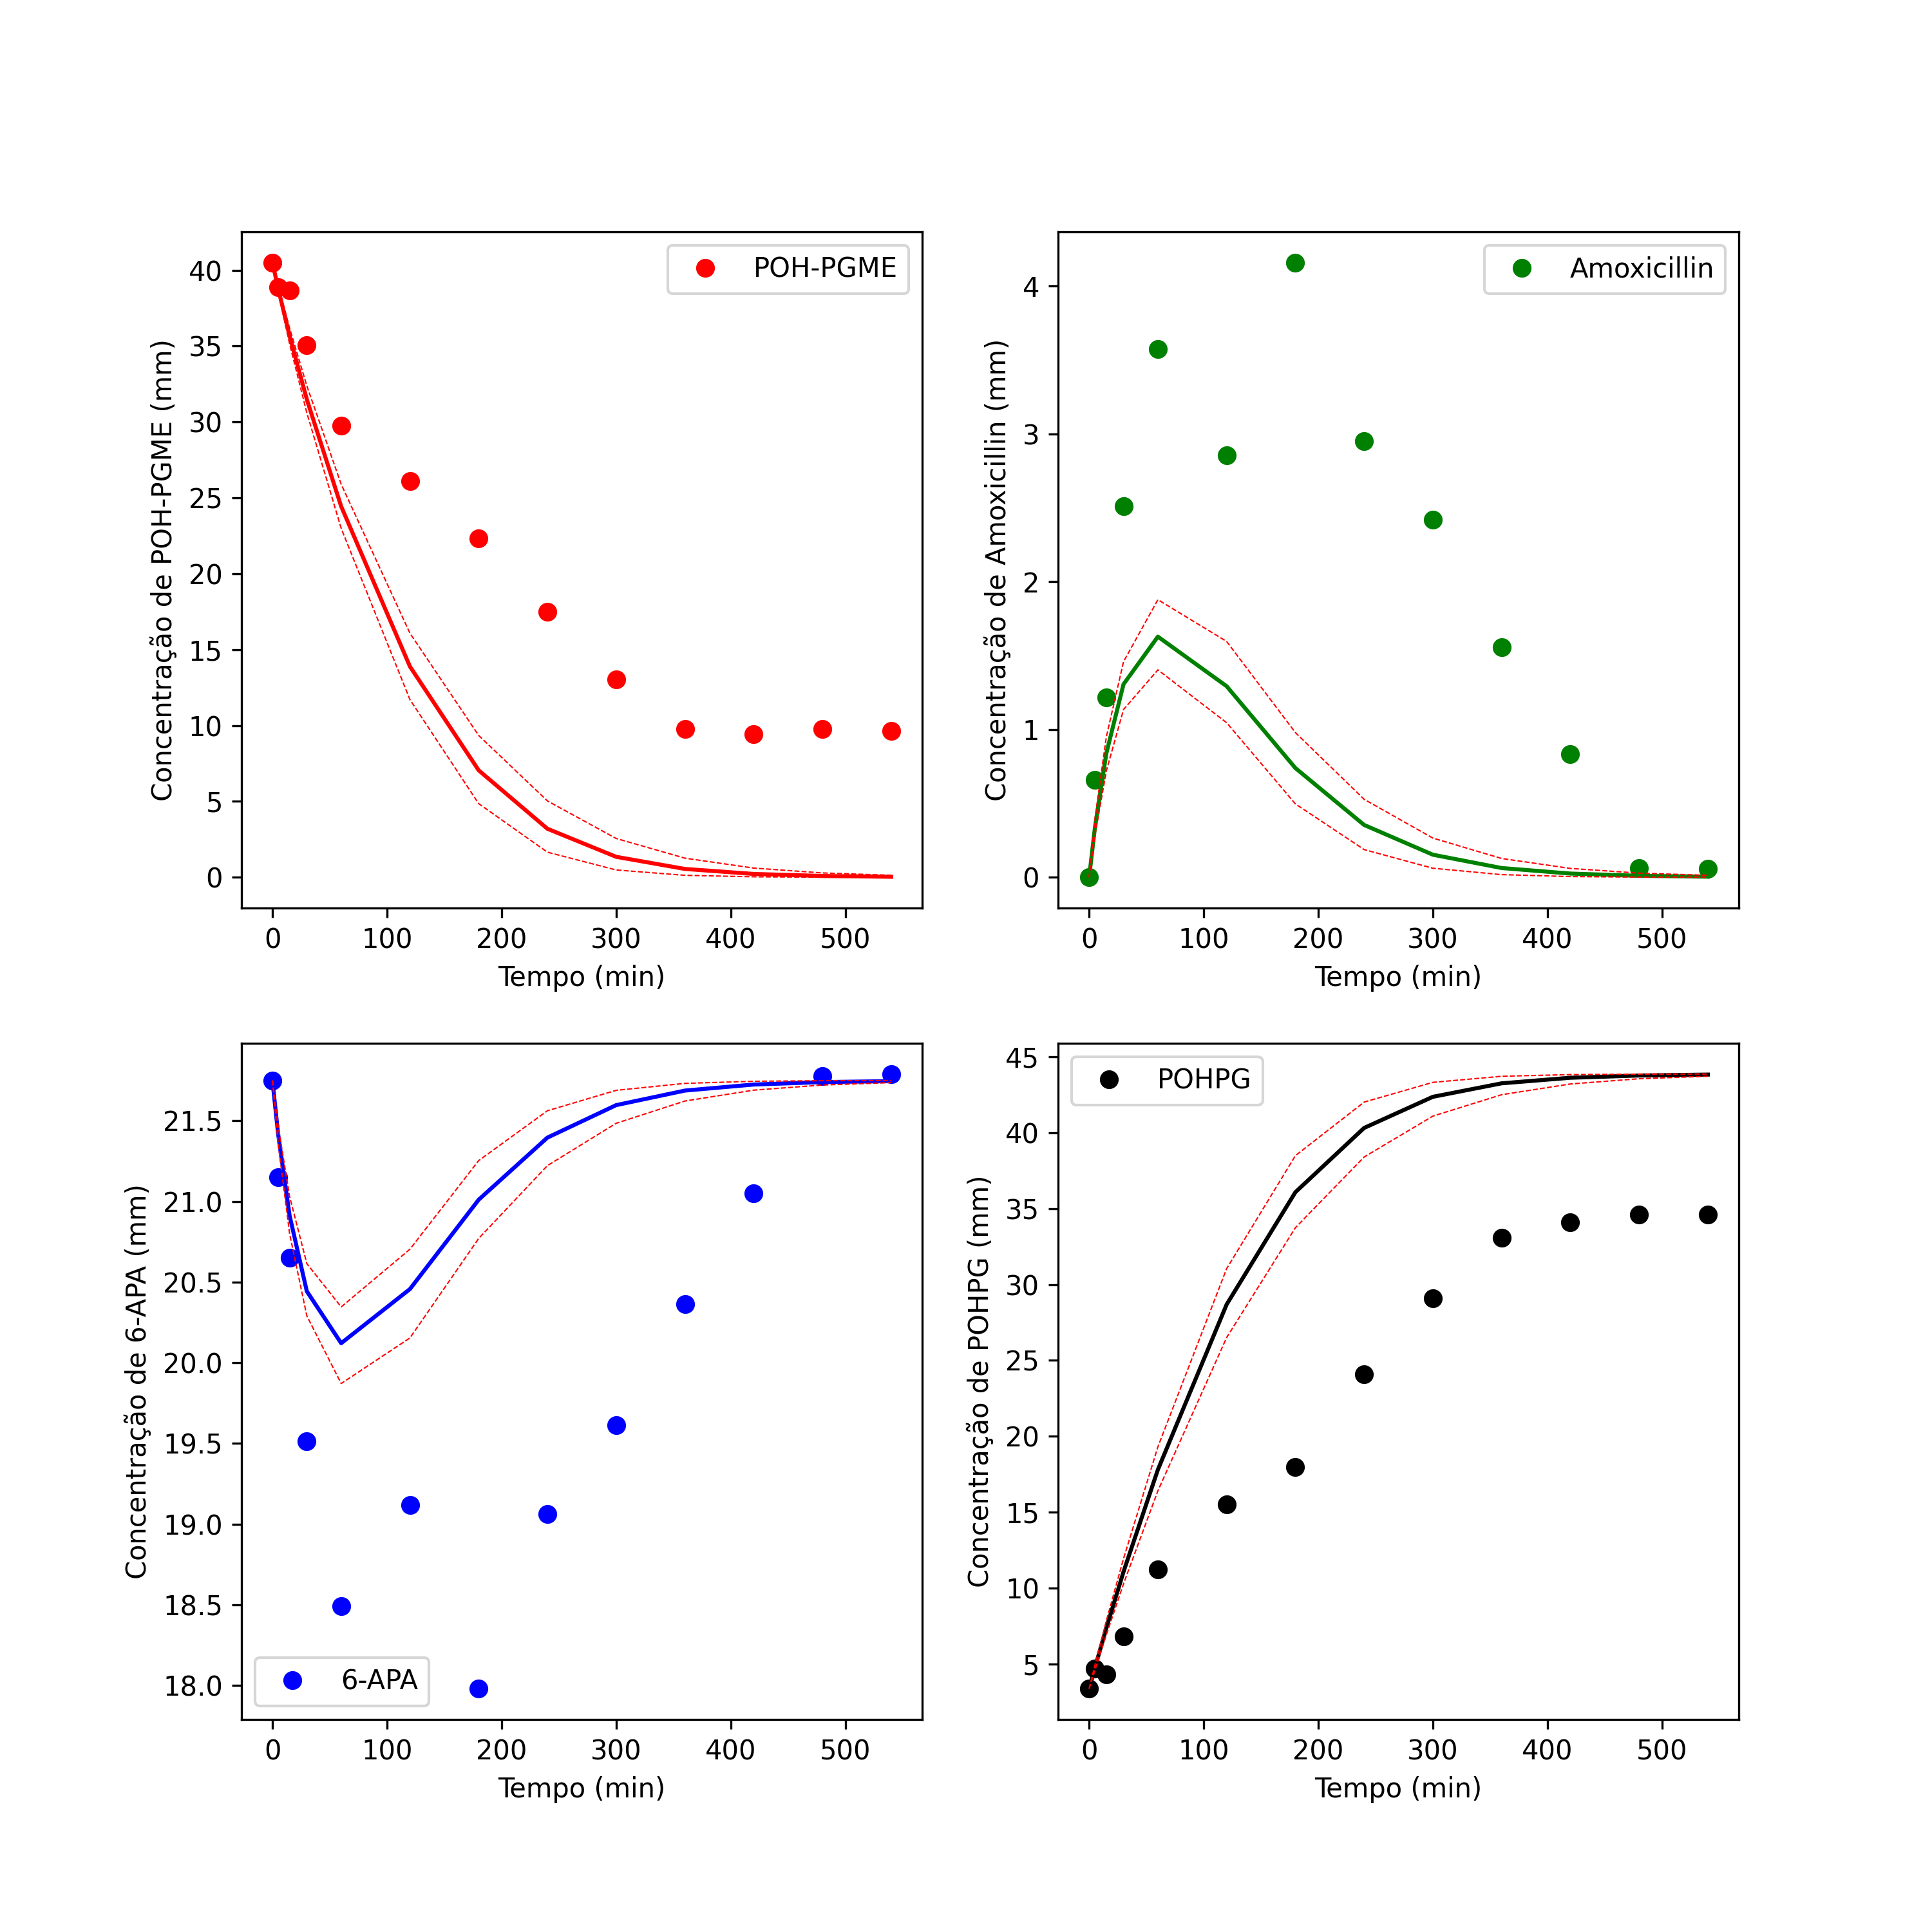 POH-PGME
Concentração de POH-PGME (mm)
40
35
30
25
20
15
10
5
0
0 100 200 300 400 500
Tempo (min)
Amoxicillin
Concentração de Amoxicillin (mm)
4
3
2
1
0
0 100 200 300 400 500
Tempo (min)
6-APA
Concentração de 6-APA (mm)
21.5
21.0
20.5
20.0
19.5
19.0
18.5
18.0
0 100 200 300 400 500
Tempo (min)
POHPG
Concentração de POHPG (mm)
45
40
35
30
25
20
15
10
5
0 100 200 300 400 500
Tempo (min)